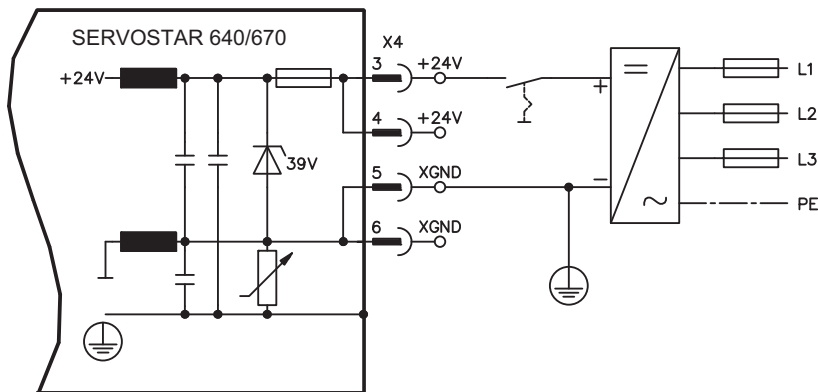 SERVOSTAR 640/670
X4
+24V
3 +24V
L1
4 +24V
L2
39V
5 XGND
L3
PE
6 XGND